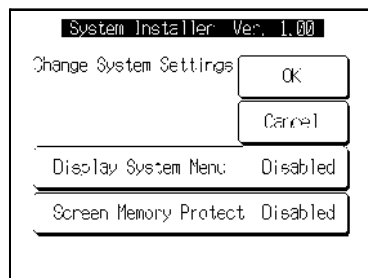 System Installer Ver. 1.00
Change System Settings
OK
Cancel
Display System Menu Disabled
Screen Memory Protect Disabled